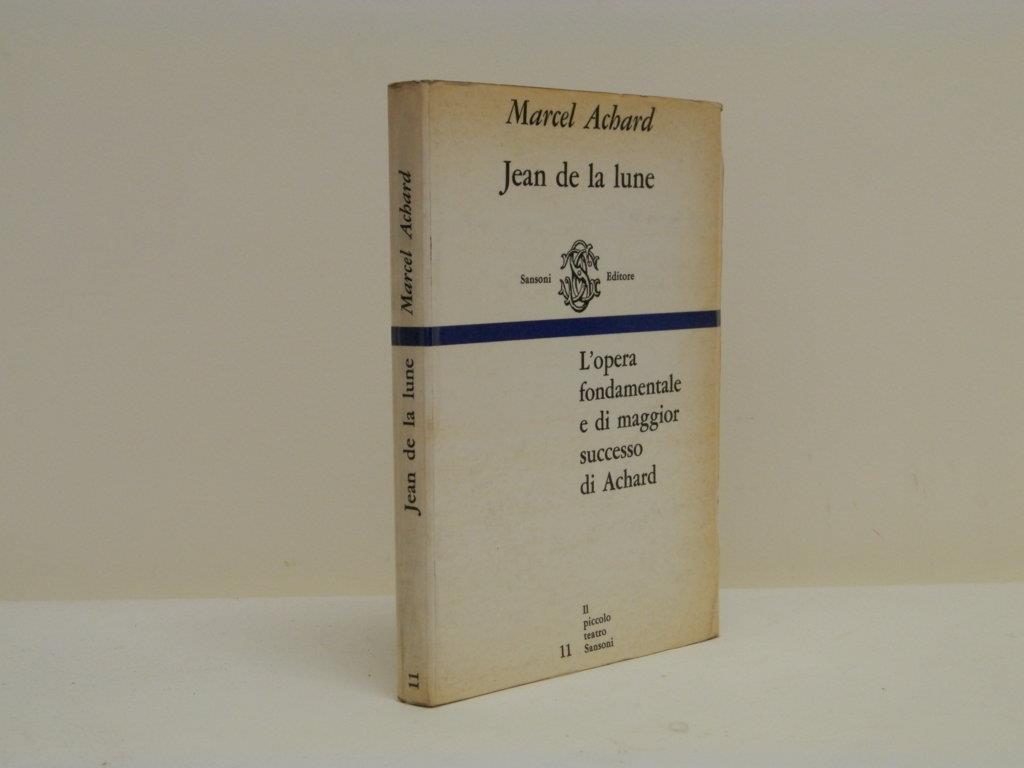 Marcel Achard
Jean de la lune
Sansoni Editore
L'opera
fondamentale
e di maggior
successo
di Achard
Il
piccolo
teatro
11 Sansoni
Jean de la lune Marcel Achard
11